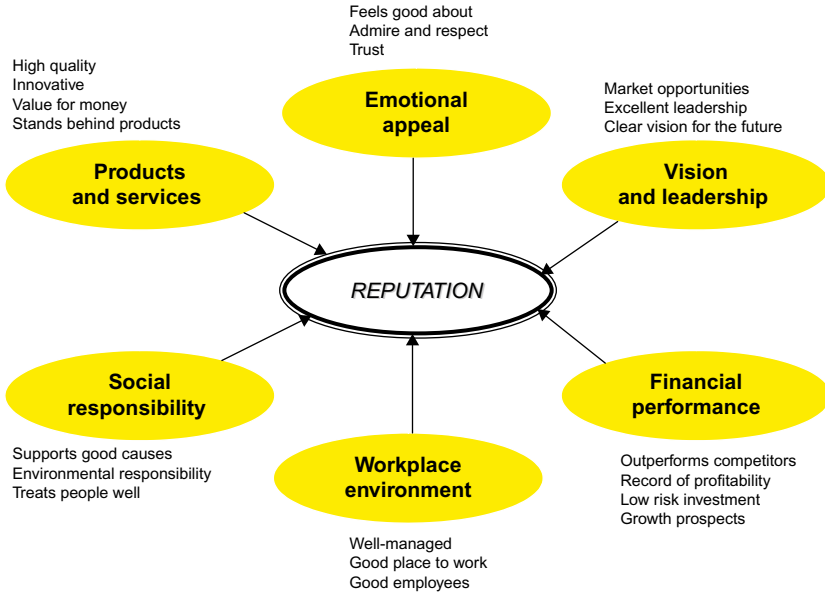 Feels good about
Admire and respect
Trust
Emotional
appeal
High quality
Innovative
Value for money
Stands behind products
Products
and services
Market opportunities
Excellent leadership
Clear vision for the future
Vision
and leadership
REPUTATION
Social
responsibility
Supports good causes
Environmental responsibility
Treats people well
Workplace
environment
Well-managed
Good place to work
Good employees
Financial
performance
Outperforms competitors
Record of profitability
Low risk investment
Growth prospects